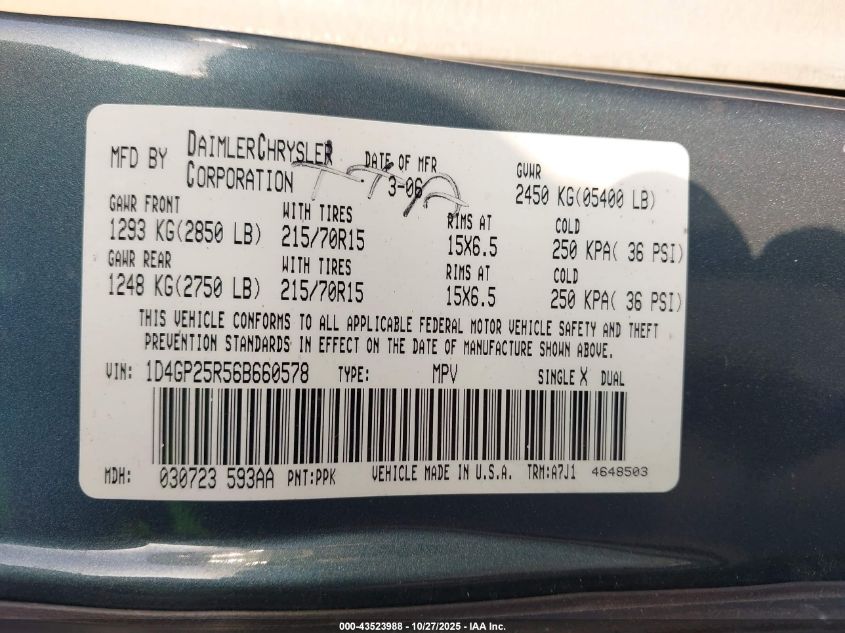 MFD BY DAIMLERCHRYSLER CORPORATION DATE OF MFR 3-06 GVWR 2450 KG(05400 LB)
GAWR FRONT WITH TIRES RIMS AT COLD
1293 KG(2850 LB) 215/70R15 15X6.5 250 KPA( 36 PSI)
GAWR REAR WITH TIRES RIMS AT COLD
1248 KG(2750 LB) 215/70R15 15X6.5 250 KPA( 36 PSI)
THIS VEHICLE CONFORMS TO ALL APPLICABLE FEDERAL MOTOR VEHICLE SAFETY AND THEFT
PREVENTION STANDARDS IN EFFECT ON THE DATE OF MANUFACTURE SHOWN ABOVE.
VIN: 1D4GP25R56B660578 TYPE: MPV SINGLE X DUAL
MDH: 030723 593AA PNT:PPK VEHICLE MADE IN U.S.A. TRM:A7J1 4648503
000-43523988 - 10/27/2025 - IAA Inc.